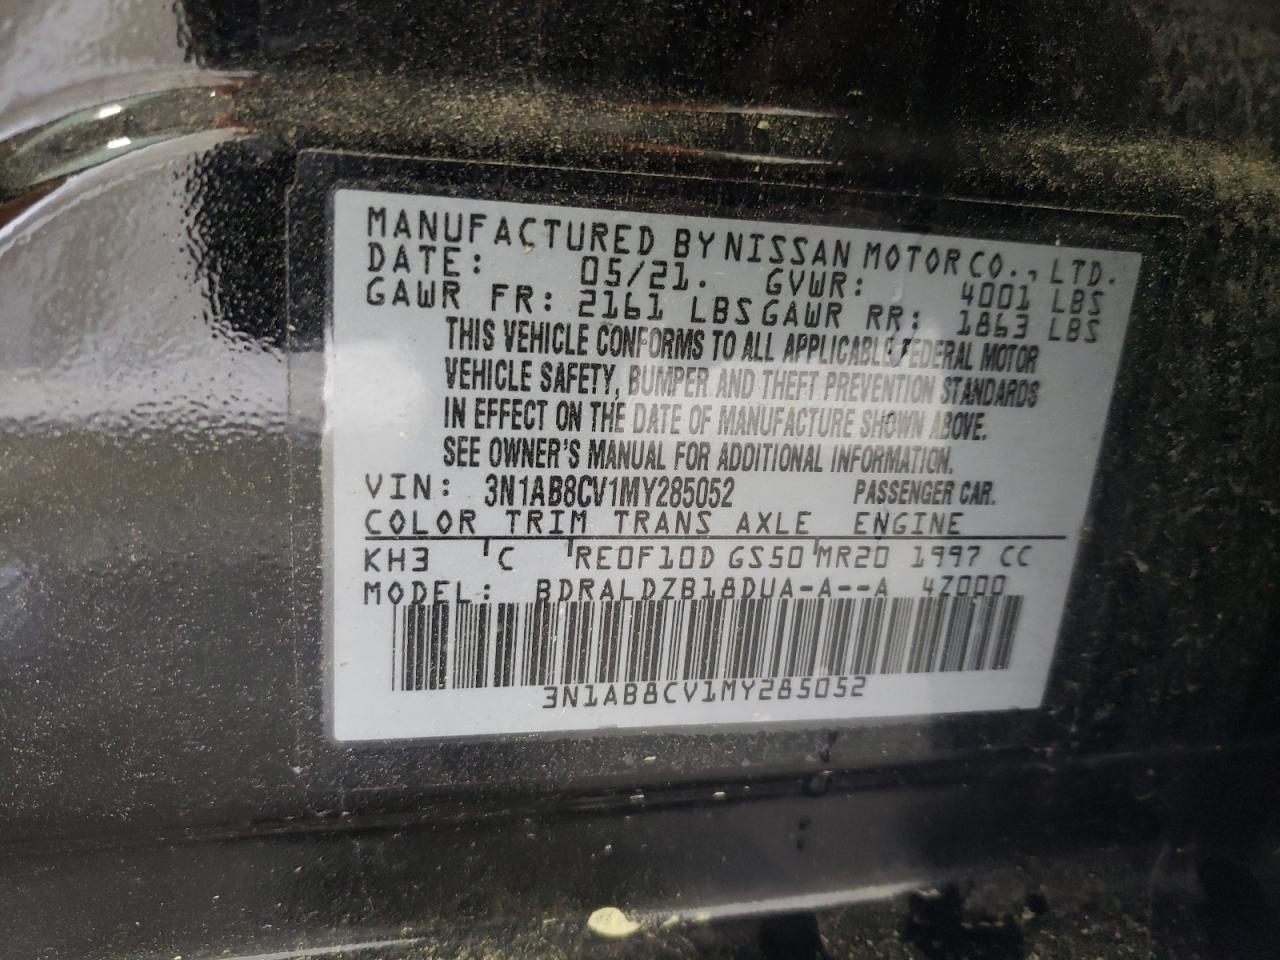 MANUFACTURED BY NISSAN MOTOR CO., LTD.
DATE: 05/21. GVWR: 4001 LBS
GAWR FR: 2161 LBS GAWR RR: 1863 LBS
THIS VEHICLE CONFORMS TO ALL APPLICABLE FEDERAL MOTOR
VEHICLE SAFETY, BUMPER AND THEFT PREVENTION STANDARDS
IN EFFECT ON THE DATE OF MANUFACTURE SHOWN ABOVE.
SEE OWNER'S MANUAL FOR ADDITIONAL INFORMATION.
VIN: 3N1AB8CV1MY285052 PASSENGER CAR.
COLOR TRIM TRANS AXLE ENGINE
KH3 C RE0F10D GS50 MR20 1997 CC
MODEL: BDRALDZB18DUA-A--A 4Z000
3N1AB8CV1MY285052